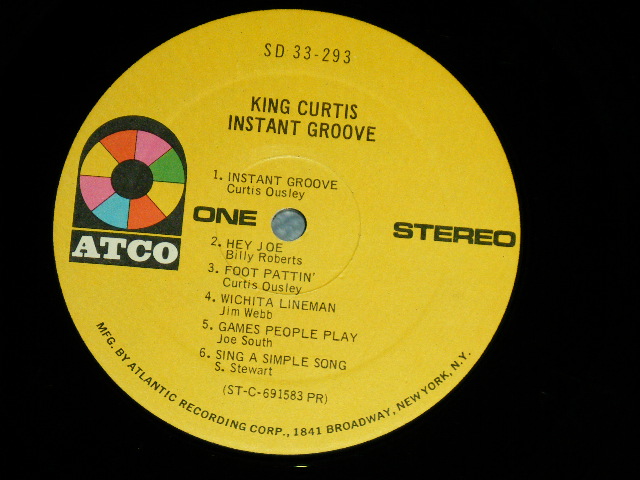 SD 33-293
KING CURTIS
INSTANT GROOVE
1. INSTANT GROOVE
Curtis Ousley
ONE
STEREO
ATCO
2. HEY JOE
Billy Roberts
3. FOOT PATTIN'
Curtis Ousley
4. WICHITA LINEMAN
Jim Webb
5. GAMES PEOPLE PLAY
Joe South
6. SING A SIMPLE SONG
S. Stewart
(ST-C-691583 PR)
MFG. BY ATLANTIC RECORDING CORP., 1841 BROADWAY, NEW YORK, N.Y.